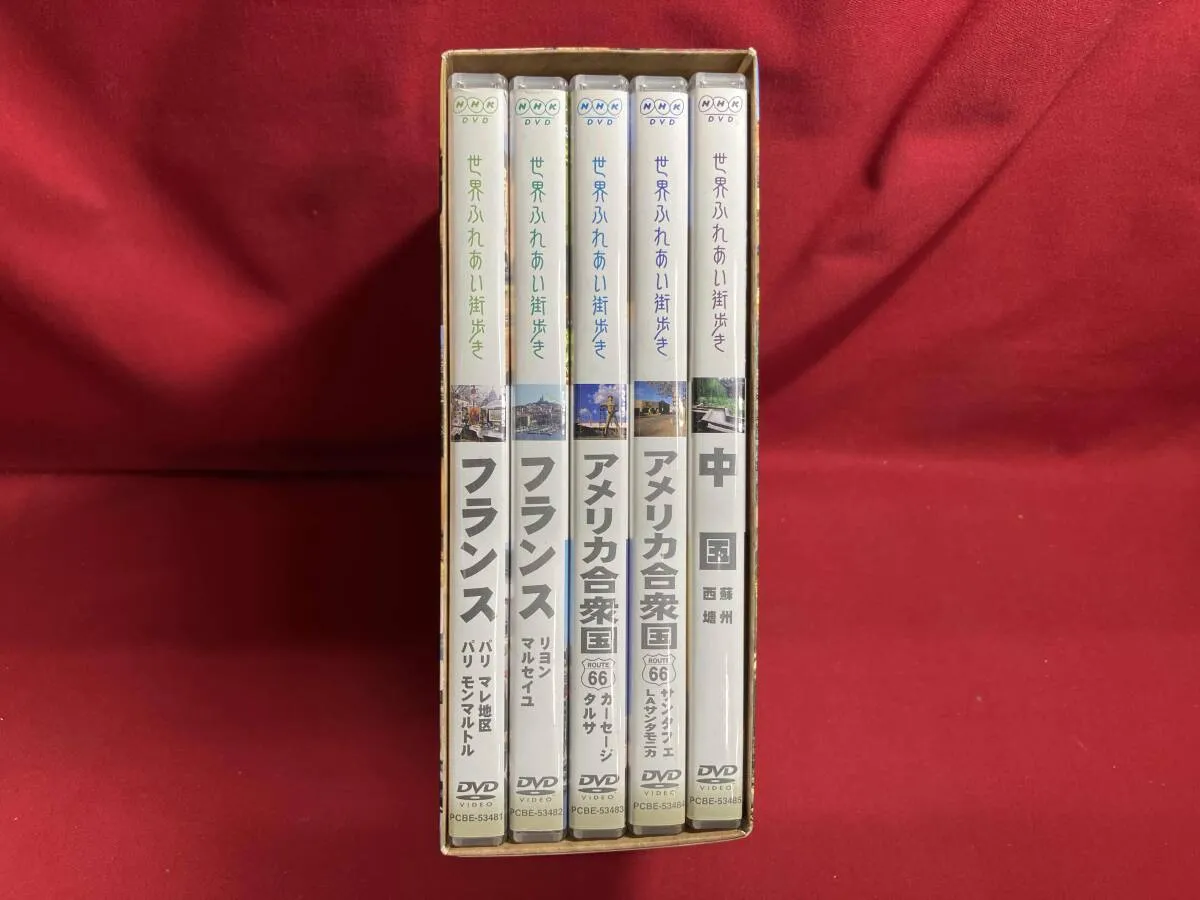 NHK
DVD
世界ふれあい街歩き
フランス
パリ マレ地区
パリ モンマルトル
DVD
VIDEO
PCBE-53481
NHK
DVD
世界ふれあい街歩き
フランス
リヨン
マルセイユ
DVD
VIDEO
PCBE-53482
NHK
DVD
世界ふれあい街歩き
アメリカ合衆国
ROUTE
66
カーセージ
タルサ
DVD
VIDEO
PCBE-53483
NHK
DVD
世界ふれあい街歩き
アメリカ合衆国
ROUTE
66
サンタフェ
LAサンタモニカ
DVD
VIDEO
PCBE-53484
NHK
DVD
世界ふれあい街歩き
中国
蘇州
西塘
DVD
VIDEO
PCBE-53485